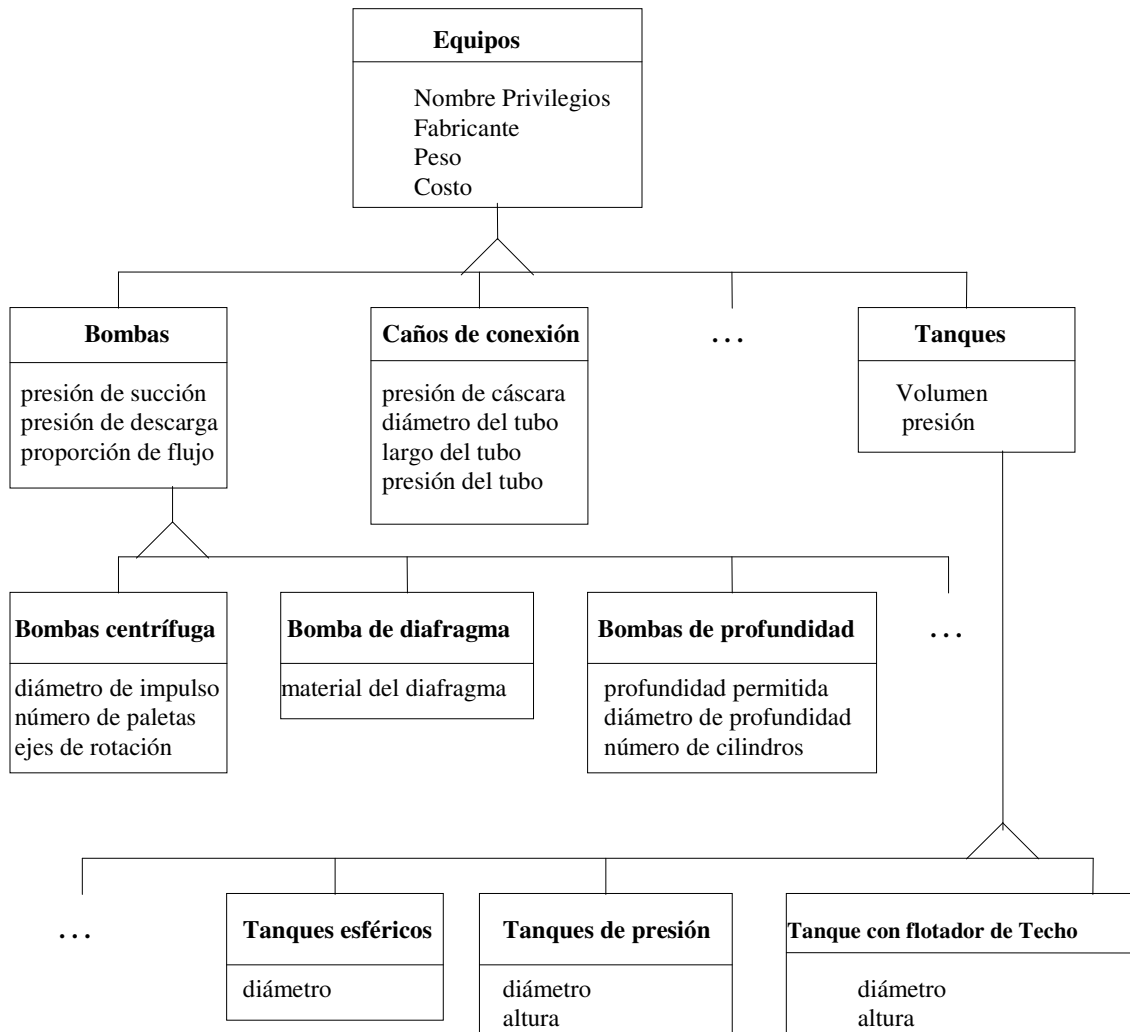 Equipos
Nombre Privilegios
Fabricante
Peso
Costo
Bombas
presión de succión
presión de descarga
proporción de flujo
Caños de conexión
presión de cáscara
diámetro del tubo
largo del tubo
presión del tubo
...
Tanques
Volumen
presión
Bombas centrífuga
diámetro de impulso
número de paletas
ejes de rotación
Bomba de diafragma
material del diafragma
Bombas de profundidad
profundidad permitida
diámetro de profundidad
número de cilindros
...
...
Tanques esféricos
diámetro
Tanques de presión
diámetro
altura
Tanque con flotador de Techo
diámetro
altura